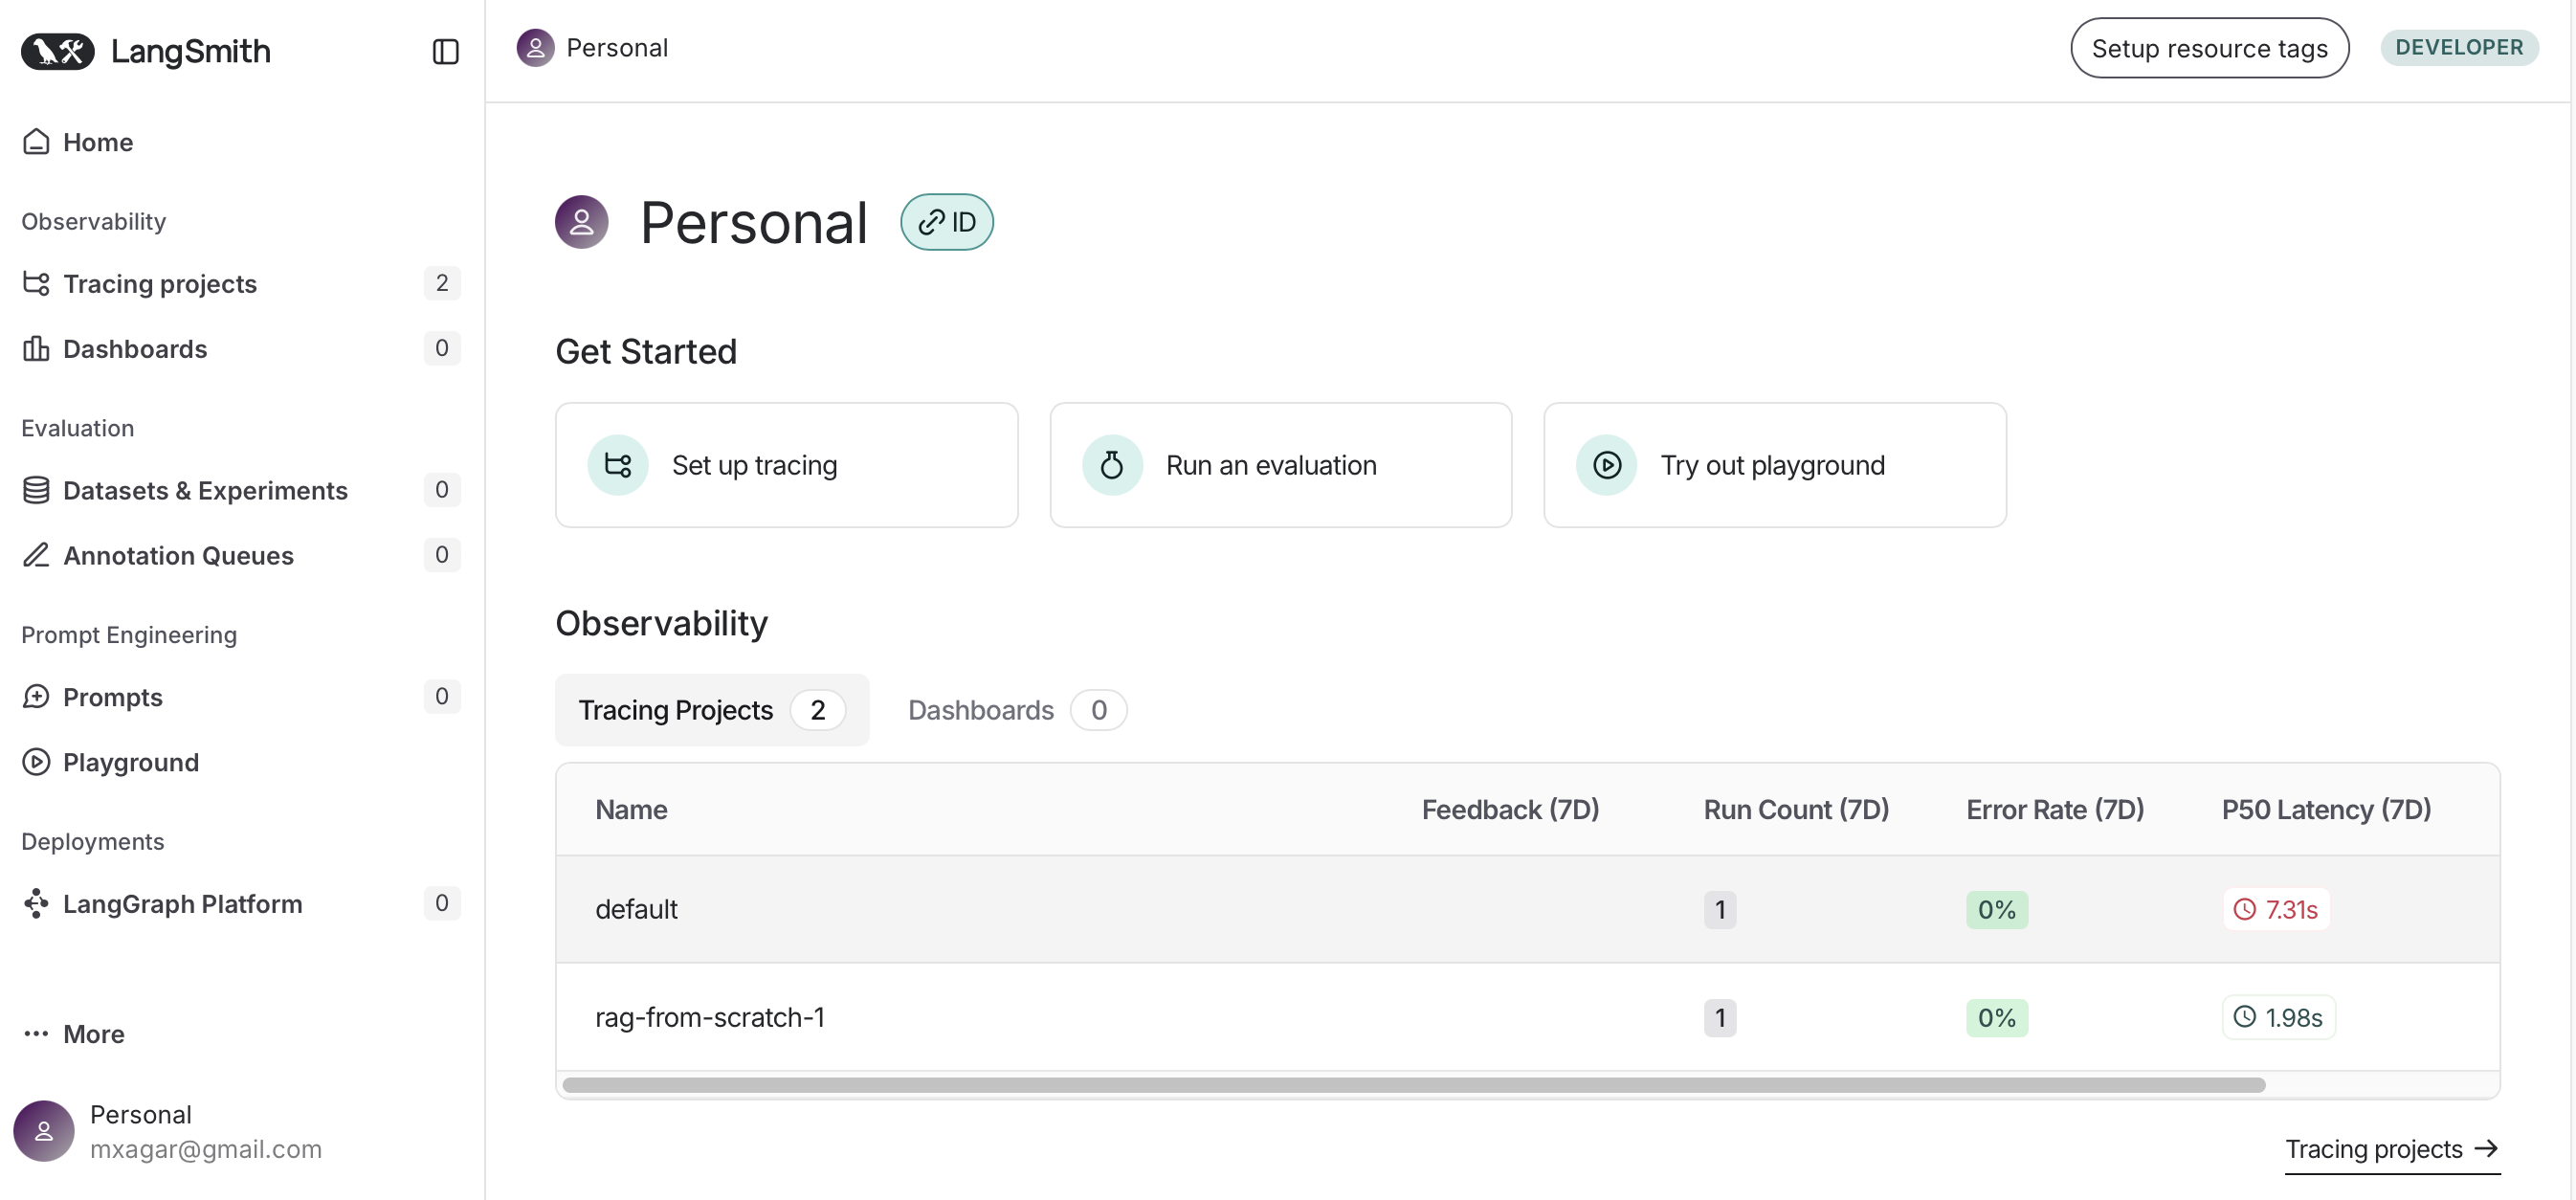 LangSmith
Home
Observability
Tracing projects 2
Dashboards 0
Evaluation
Datasets & Experiments 0
Annotation Queues 0
Prompt Engineering
Prompts 0
Playground
Deployments
LangGraph Platform 0
More
Personal
mxagar@gmail.com
Personal
Setup resource tags
DEVELOPER
Personal ID
Get Started
Set up tracing
Run an evaluation
Try out playground
Observability
Tracing Projects 2 Dashboards 0
Name Feedback (7D) Run Count (7D) Error Rate (7D) P50 Latency (7D)
default 1 0% 7.31s
rag-from-scratch-1 1 0% 1.98s
Tracing projects →